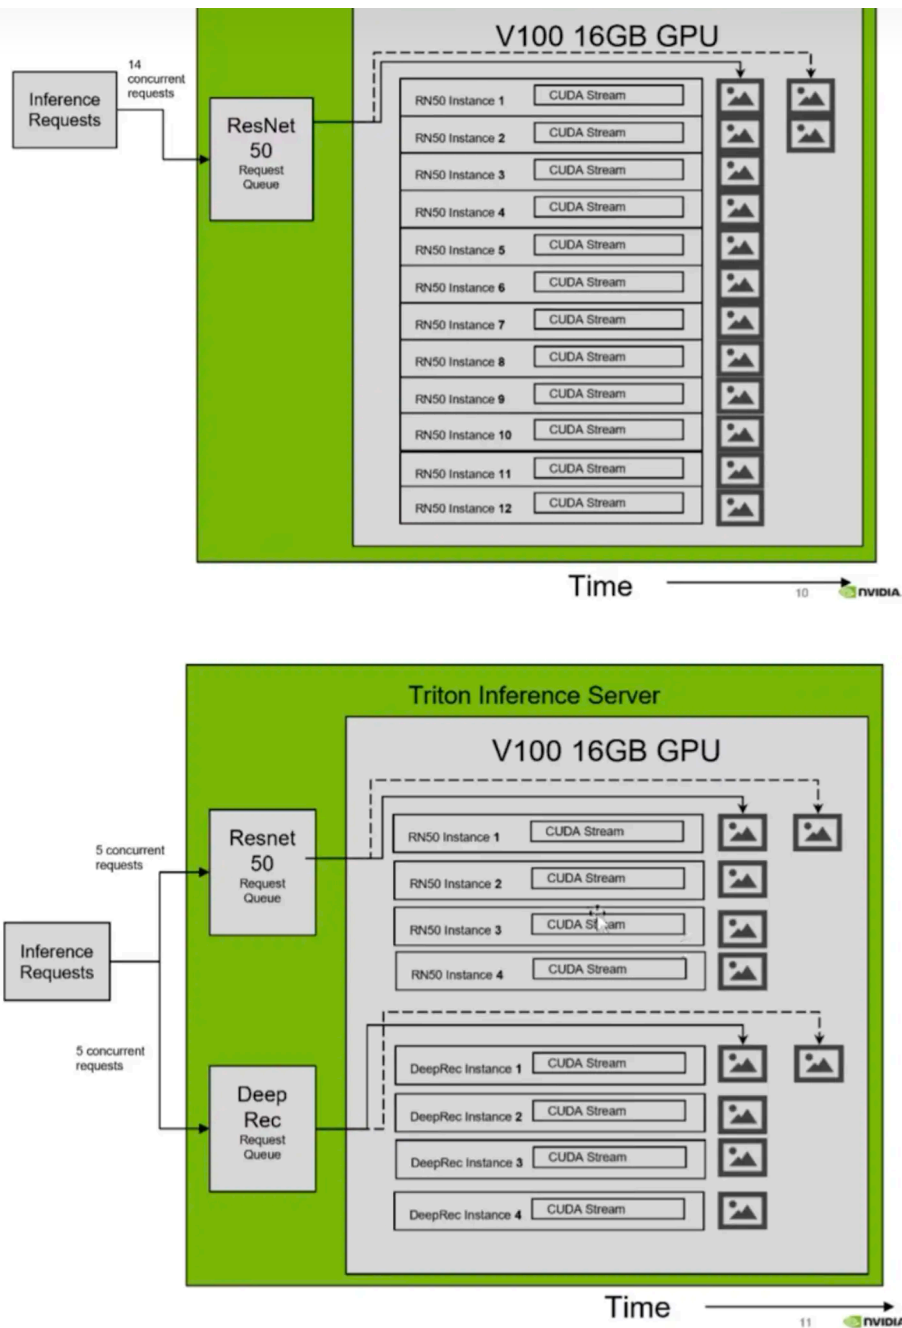 V100 16GB GPU
14
concurrent
requests
Inference
Requests
ResNet
50
Request
Queue
RN50 Instance 1
CUDA Stream
RN50 Instance 2
CUDA Stream
RN50 Instance 3
CUDA Stream
RN50 Instance 4
CUDA Stream
RN50 Instance 5
CUDA Stream
RN50 Instance 6
CUDA Stream
RN50 Instance 7
CUDA Stream
RN50 Instance 8
CUDA Stream
RN50 Instance 9
CUDA Stream
RN50 Instance 10
CUDA Stream
RN50 Instance 11
CUDA Stream
RN50 Instance 12
CUDA Stream
Time
10
NVIDIA
Triton Inference Server
V100 16GB GPU
5 concurrent
requests
Resnet
50
Request
Queue
RN50 Instance 1
CUDA Stream
RN50 Instance 2
CUDA Stream
RN50 Instance 3
CUDA Stream
RN50 Instance 4
CUDA Stream
Inference
Requests
5 concurrent
requests
Deep
Rec
Request
Queue
DeepRec Instance 1
CUDA Stream
DeepRec Instance 2
CUDA Stream
DeepRec Instance 3
CUDA Stream
DeepRec Instance 4
CUDA Stream
Time
11
NVIDIA